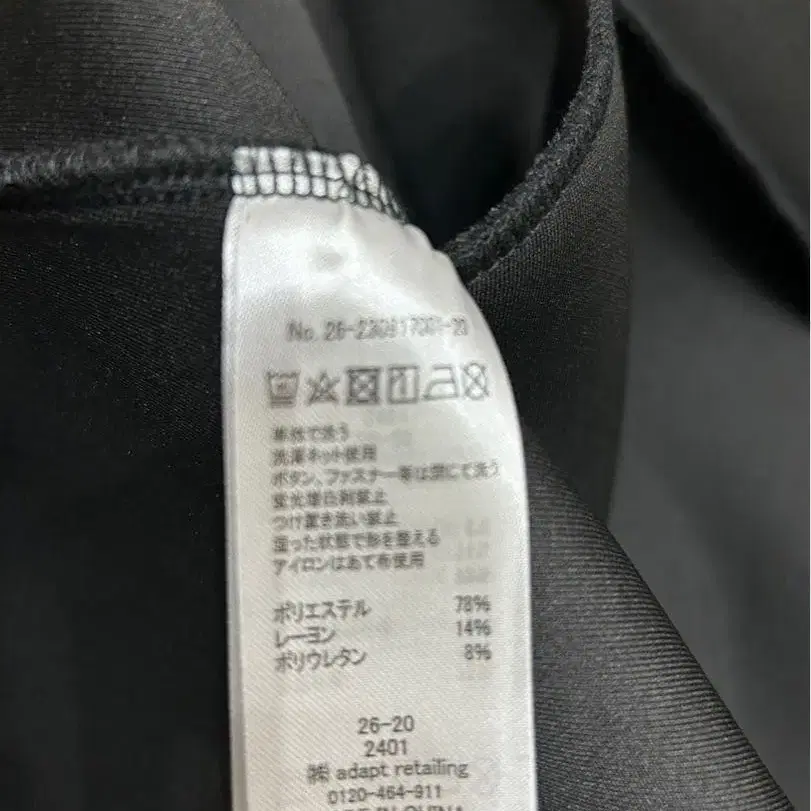 単独で洗う
洗濯ネット使用
ボタン、ファスナー等は閉じて洗う
蛍光増白剤禁止
つけ置き洗い禁止
湿った状態で形を整える
アイロンはあて布使用
ポリエステル 78%
レーヨン 14%
ポリウレタン 8%
26-20
2401
㈱ adapt retailing
0120-464-911